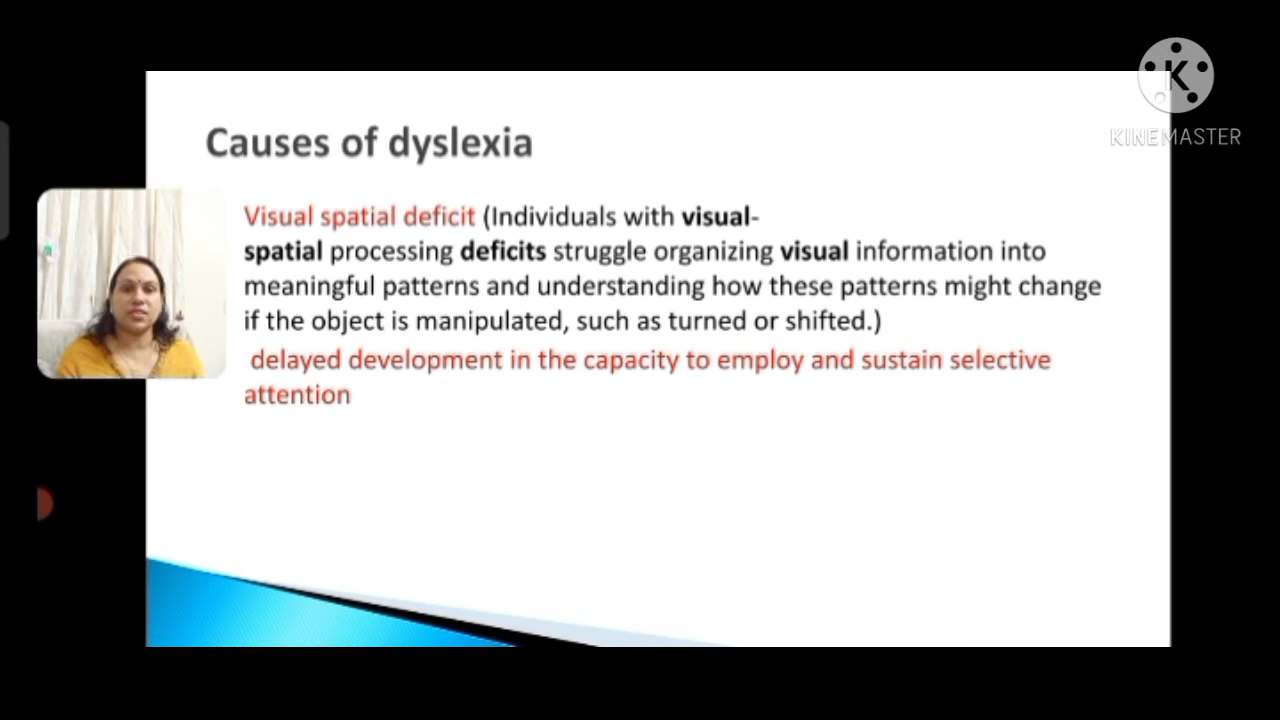 Causes of dyslexia
Visual spatial deficit (Individuals with visual-
spatial processing deficits struggle organizing visual information into
meaningful patterns and understanding how these patterns might change
if the object is manipulated, such as turned or shifted.)
delayed development in the capacity to employ and sustain selective
attention
K
KINEMASTER